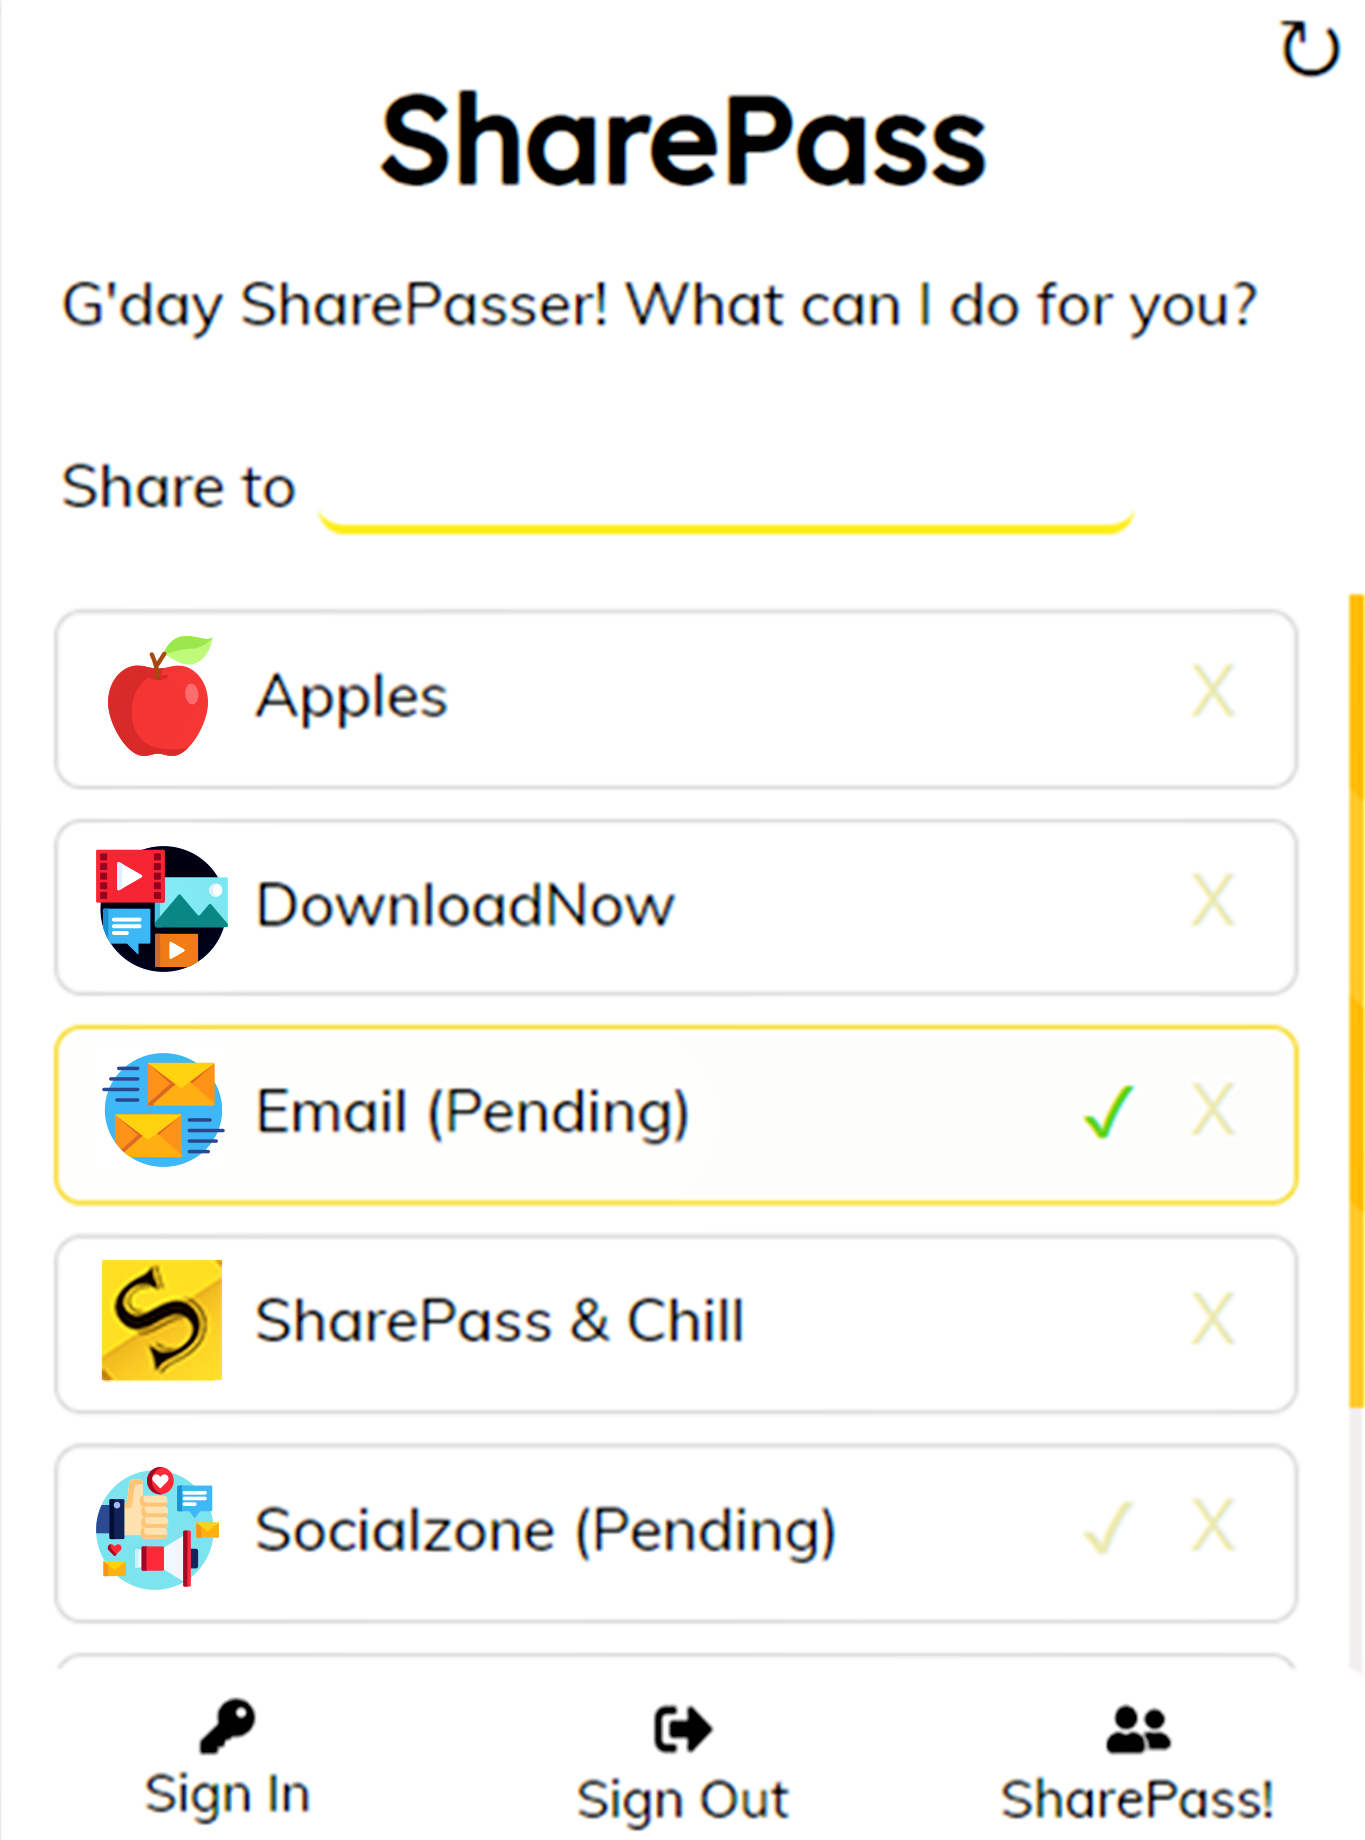 SharePass
G'day SharePasser! What can I do for you?
Share to
Apples X
DownloadNow X
Email (Pending) ✓ X
S
SharePass & Chill X
Socialzone (Pending) ✓ X
Sign In
Sign Out
SharePass!